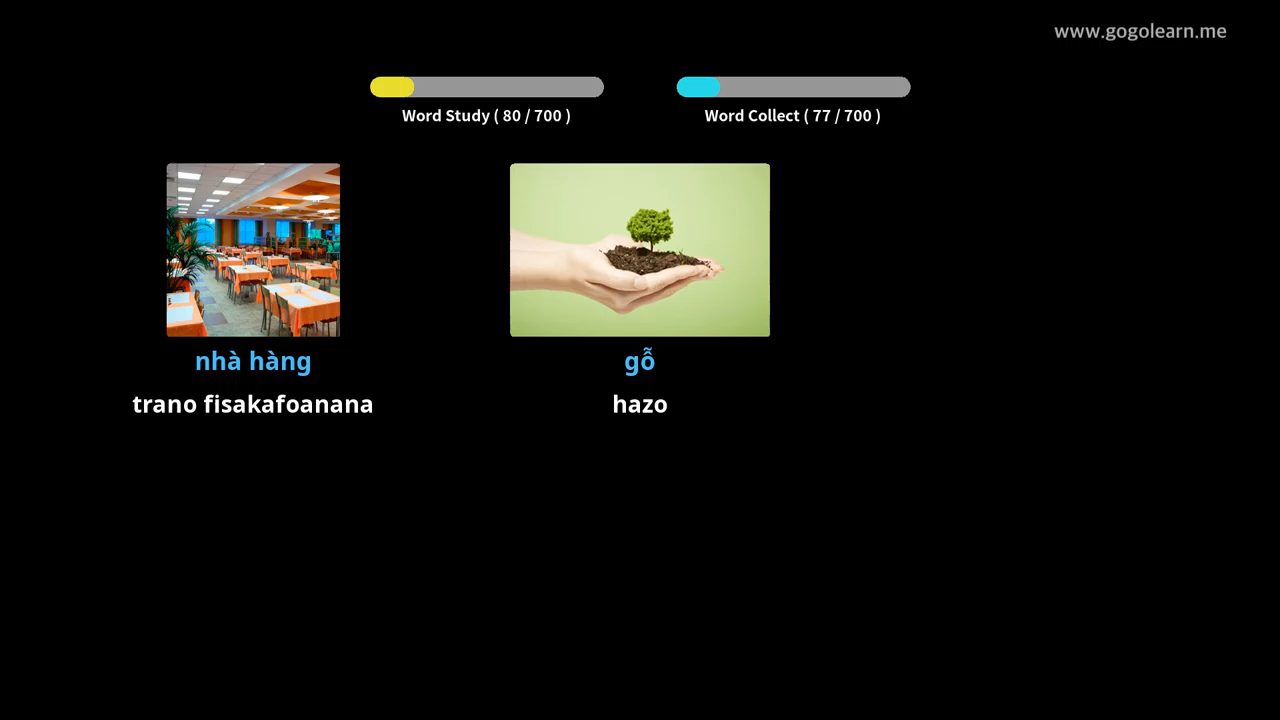 www.gogolearn.me
Word Study ( 80 / 700 )
Word Collect ( 77 / 700 )
nhà hàng
trano fisakafoanana
gỗ
hazo